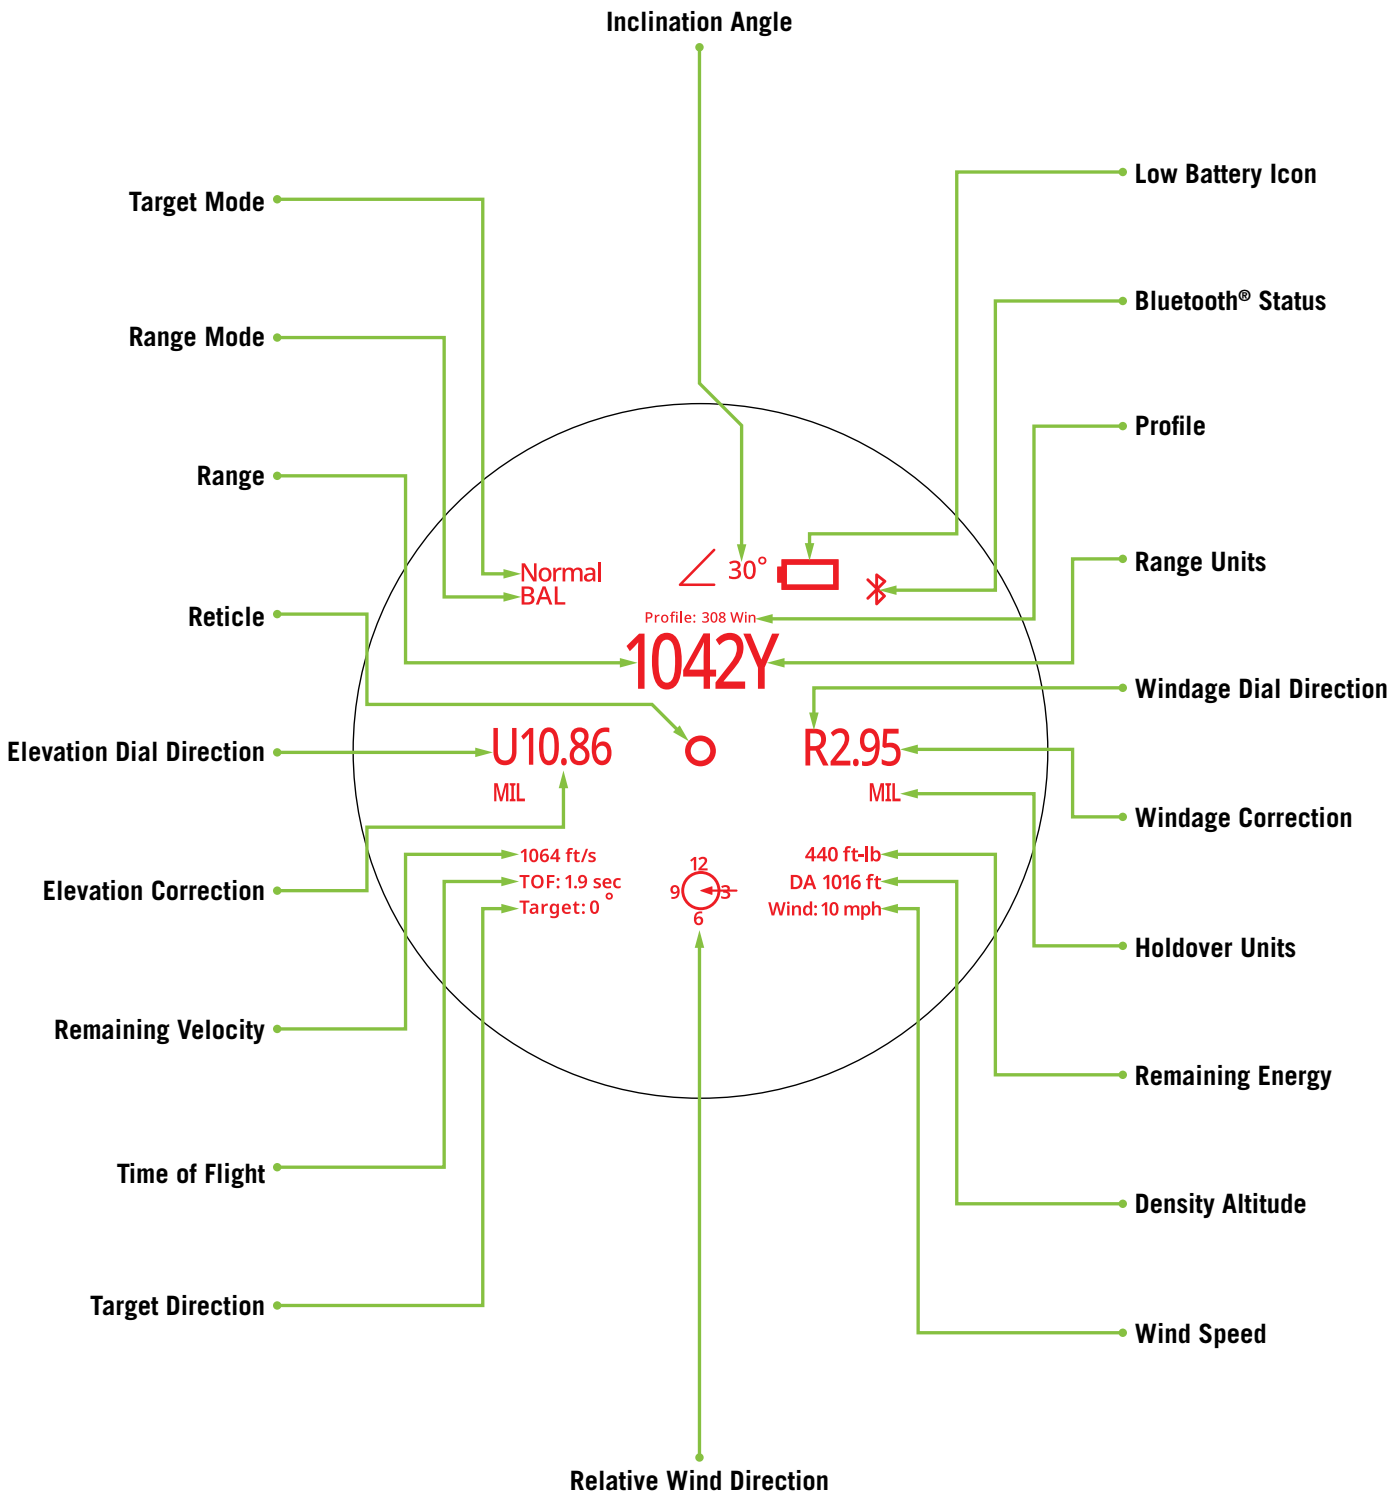 Inclination Angle
Low Battery Icon
Target Mode
Bluetooth® Status
Range Mode
Profile
Range
Range Units
30°
Normal
BAL
Reticle
Profile: 308 Win
1042Y
Windage Dial Direction
Elevation Dial Direction
U10.86
R2.95
MIL
MIL
Windage Correction
1064 ft/s
440 ft-lb
12
TOF: 1.9 sec
DA 1016 ft
9
3
Elevation Correction
Target: 0°
Wind: 10 mph
6
Holdover Units
Remaining Velocity
Remaining Energy
Time of Flight
Density Altitude
Target Direction
Wind Speed
Relative Wind Direction